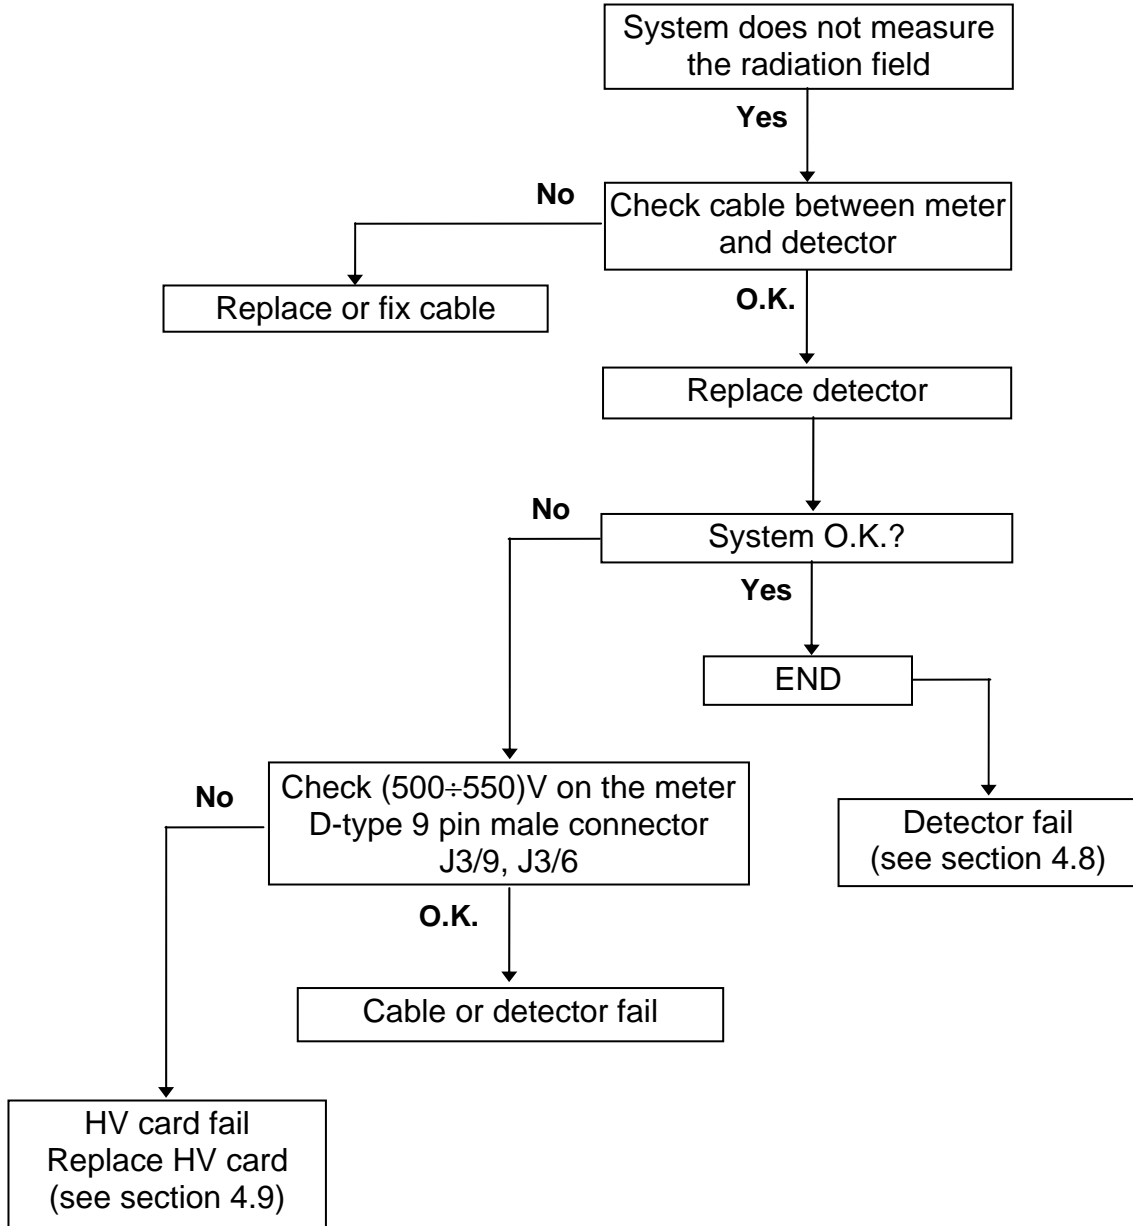 System does not measure
the radiation field
Yes
No
Check cable between meter
and detector
Replace or fix cable
O.K.
Replace detector
No
System O.K.?
Yes
END
No
Check (500÷550)V on the meter
D-type 9 pin male connector
J3/9, J3/6
Detector fail
(see section 4.8)
O.K.
Cable or detector fail
HV card fail
Replace HV card
(see section 4.9)